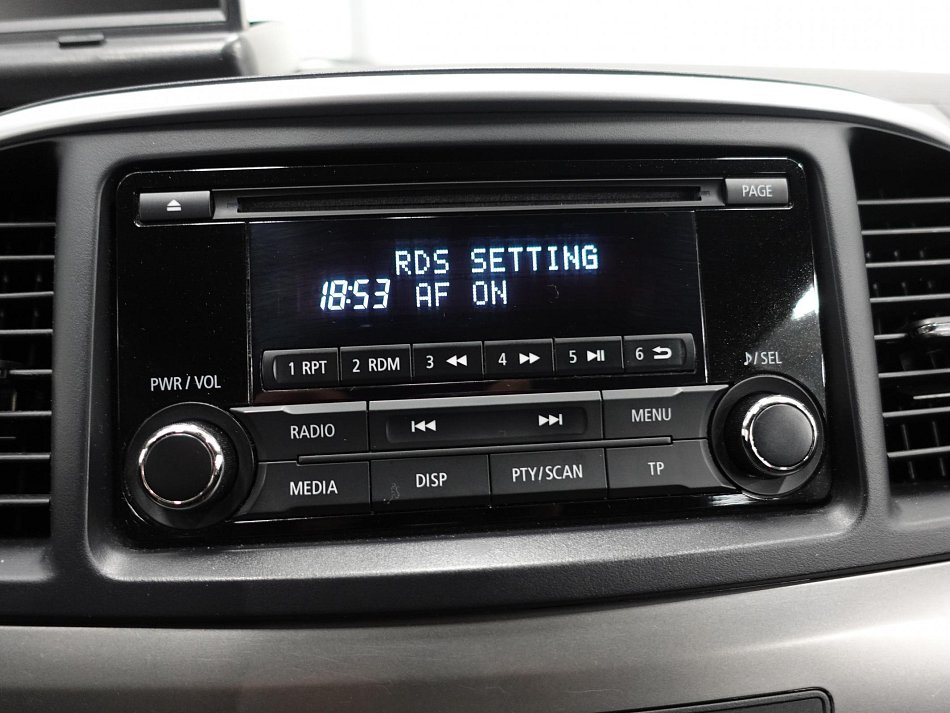 PAGE
RDS SETTING
18:53 AF ON
1 RPT 2 RDM 3 4 5 6
PWR / VOL
/SEL
RADIO
MENU
MEDIA DISP PTY/SCAN TP